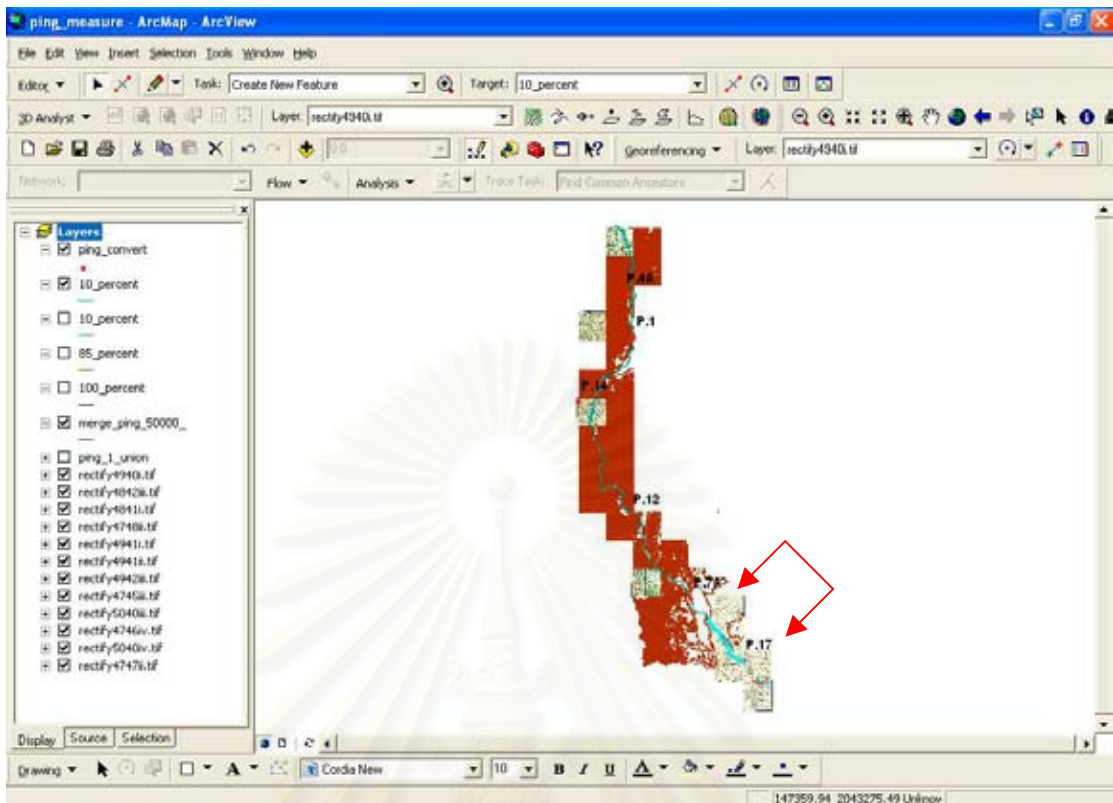 ping_measure - ArcMap - ArcView
File Edit View Insert Selection Tools Window Help
Editor Task: Create New Feature Target: 10_percent
3D Analyst Layer: rectify4940i.tif
0.0 Georeferencing Layer: rectify4940i.tif
Network: Flow Analysis Trace Task: Find Common Ancestors
Layers
ping_convert
10_percent
10_percent
85_percent
100_percent
merge_ping_50000_
ping_1_union
rectify4940i.tif
rectify4842iii.tif
rectify4841i.tif
rectify4748ii.tif
rectify4941i.tif
rectify4941ii.tif
rectify4942iii.tif
rectify4745iii.tif
rectify5040iii.tif
rectify4746iv.tif
rectify5040iv.tif
rectify4747ii.tif
P.1
P.14
P.12
P.7A
P.17
Display Source Selection
Drawing A Cordia New 10 B I U A
147359.94 2043275.49 Unknow